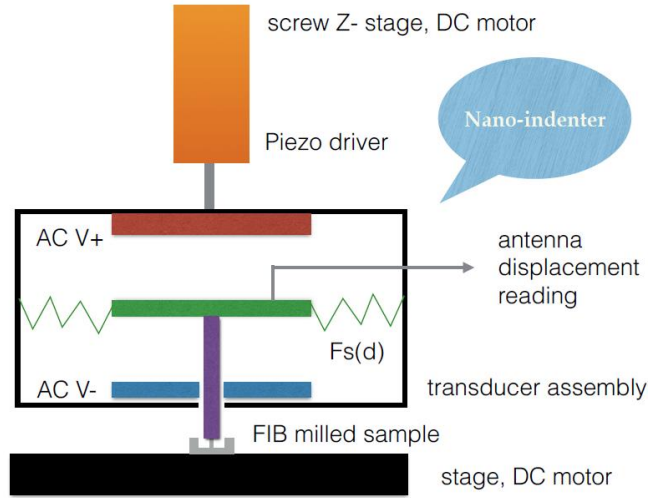 screw Z- stage, DC motor
Nano-indenter
Piezo driver
AC V+
antenna
displacement
reading
Fs(d)
AC V-
transducer assembly
FIB milled sample
stage, DC motor